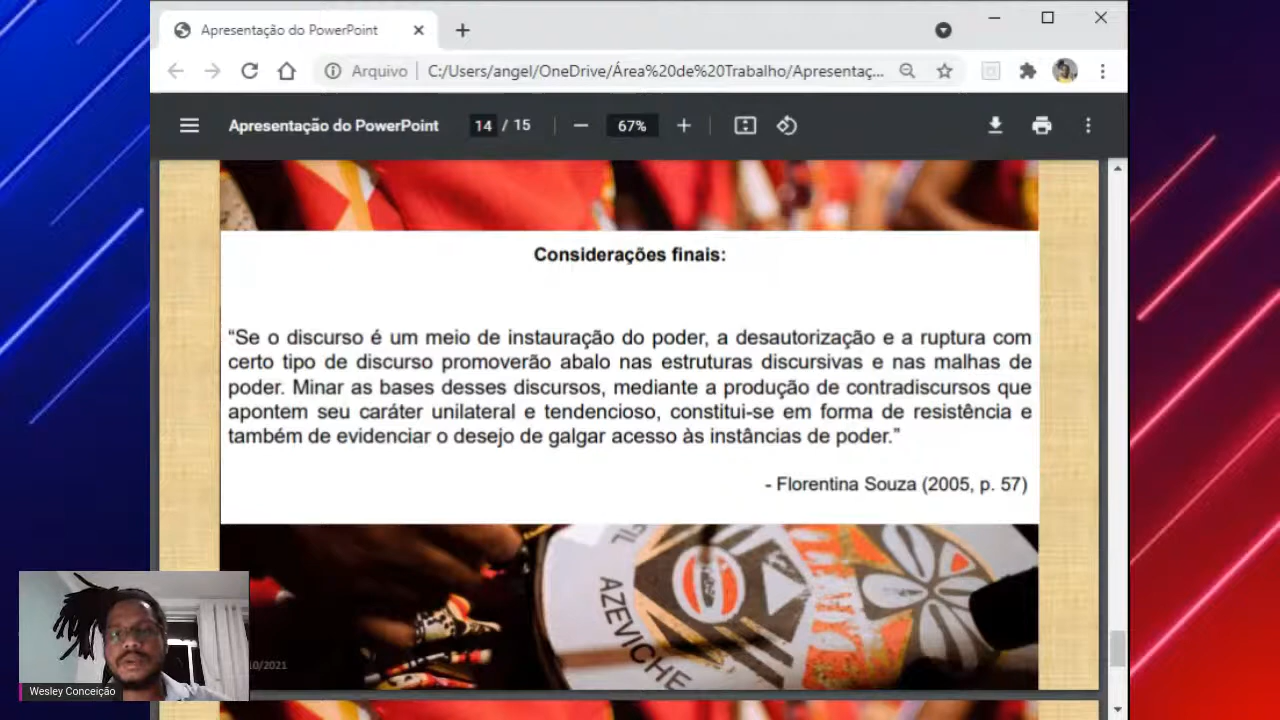 Apresentação do PowerPoint
Arquivo
C:/Users/angel/OneDrive/Área%20de%20Trabalho/Apresentaç...
Apresentação do PowerPoint
14 / 15
67%
Considerações finais:
“Se o discurso é um meio de instauração do poder, a desautorização e a ruptura com
certo tipo de discurso promoverão abalo nas estruturas discursivas e nas malhas de
poder. Minar as bases desses discursos, mediante a produção de contradiscursos que
apontem seu caráter unilateral e tendencioso, constitui-se em forma de resistência e
também de evidenciar o desejo de galgar acesso às instâncias de poder.”
- Florentina Souza (2005, p. 57)
AZEVICHE
10/2021
Wesley Conceição